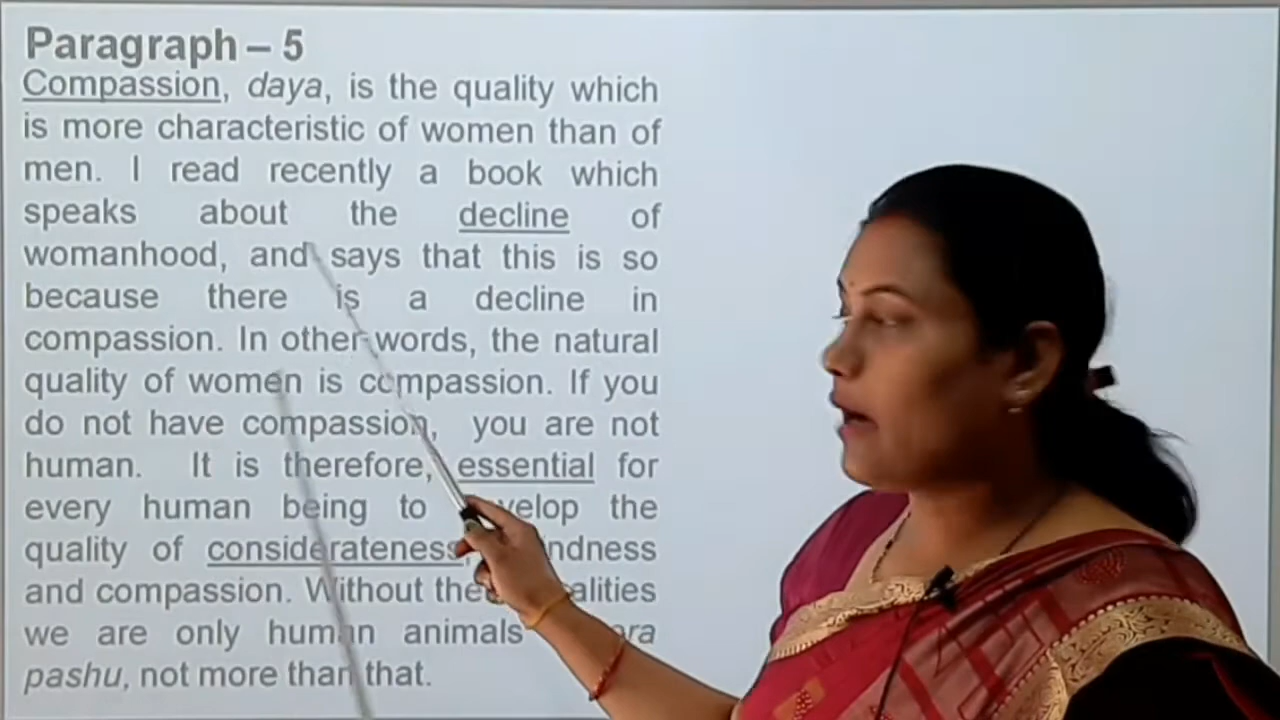 Paragraph – 5
Compassion, daya, is the quality which
is more characteristic of women than of
men. I read recently a book which
speaks about the decline of
womanhood, and says that this is so
because there is a decline in
compassion. In other words, the natural
quality of women is compassion. If you
do not have compassion, you are not
human. It is therefore, essential for
every human being to the
quality of considerateness,
and compassion. Without
we are only human animals
pashu, not more than that.